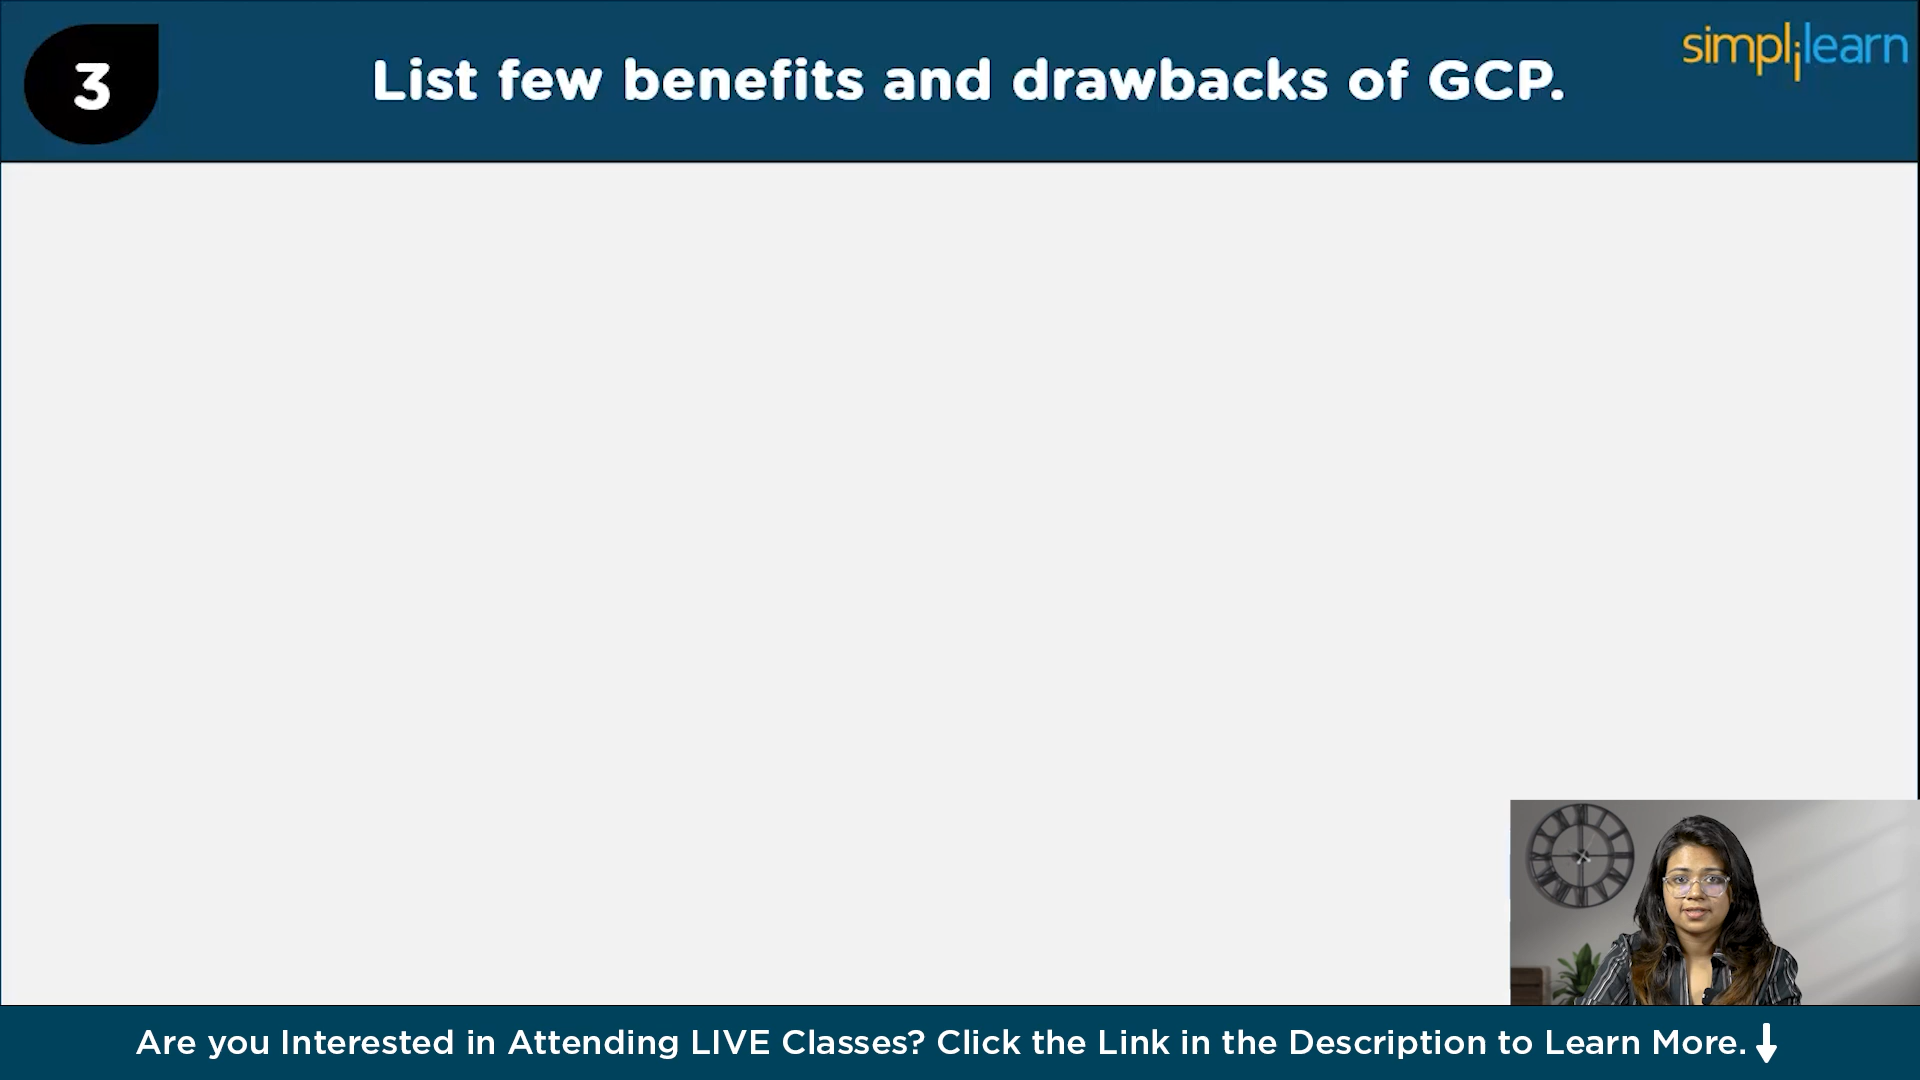 3
List few benefits and drawbacks of GCP.
simplilearn
Are you Interested in Attending LIVE Classes? Click the Link in the Description to Learn More.